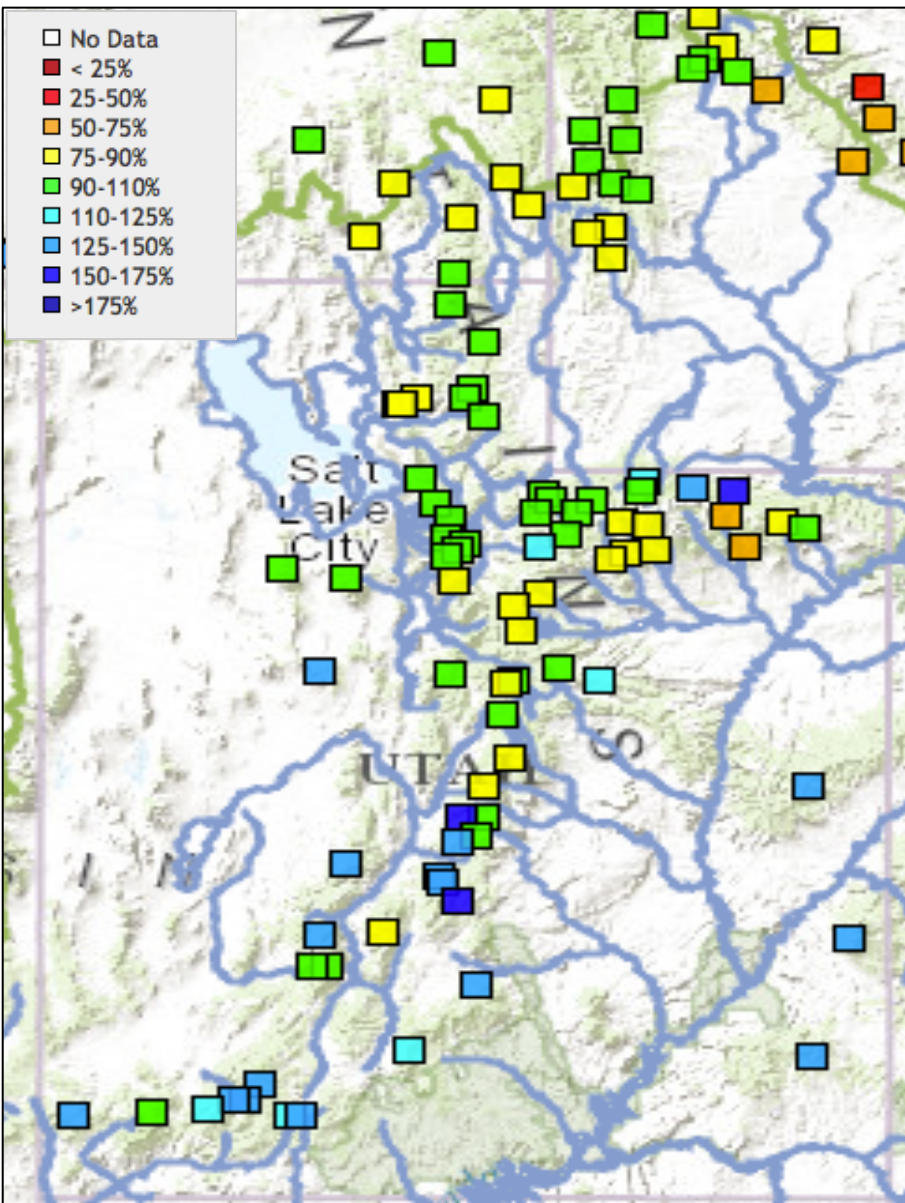 No Data
< 25%
25-50%
50-75%
75-90%
90-110%
110-125%
125-150%
150-175%
>175%
N
M
I
Salt
Lake
City
N
S
UTAH
I N